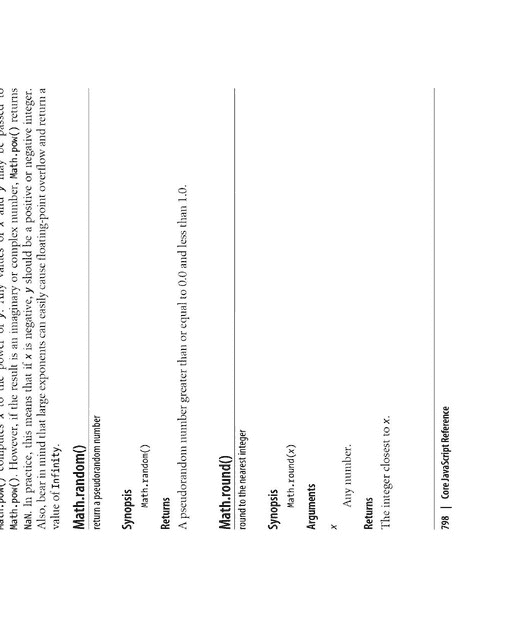 Math.pow() computes x to the power of y. Any values of x and y may be passed to
Math.pow(). However, if the result is an imaginary or complex number, Math.pow() returns
NaN. In practice, this means that if x is negative, y should be a positive or negative integer.
Also, bear in mind that large exponents can easily cause floating-point overflow and return a
value of Infinity.
Math.random()
return a pseudorandom number
Synopsis
Math.random()
Returns
A pseudorandom number greater than or equal to 0.0 and less than 1.0.
Math.round()
round to the nearest integer
Synopsis
Math.round(x)
Arguments
x
Any number.
Returns
The integer closest to x.
798 | Core JavaScript Reference